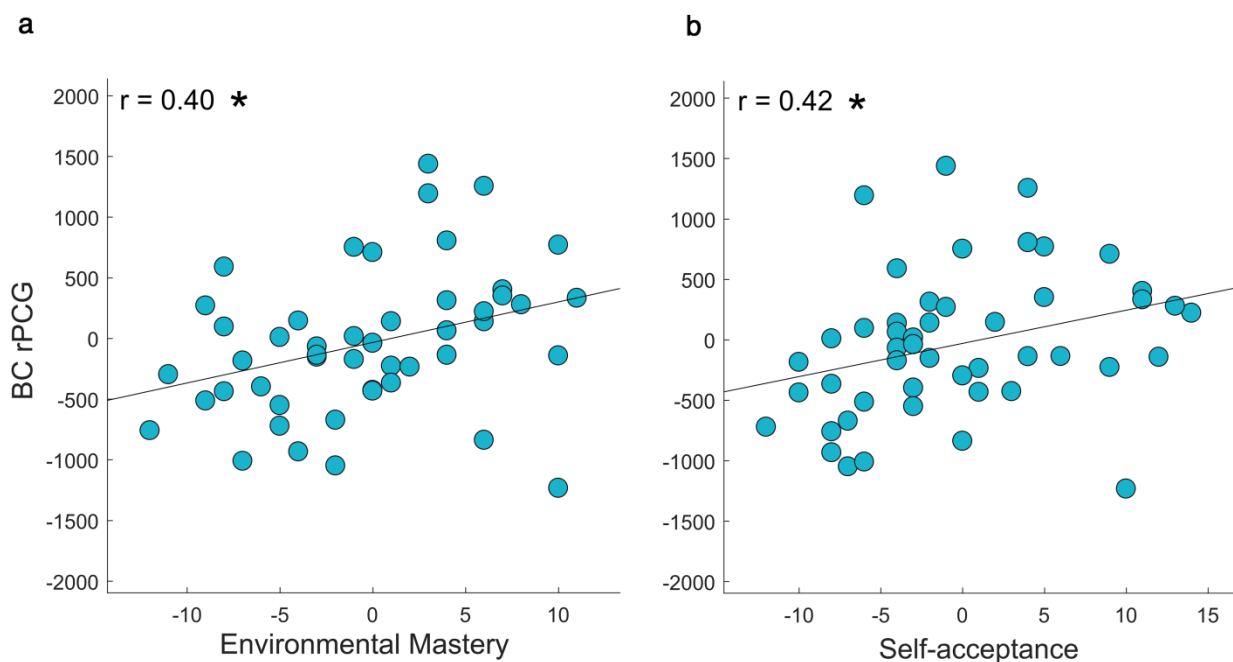 a
r = 0.40 *
2000
1500
1000
500
0
-500
-1000
-1500
-2000
BC rPCG
-10 -5 0 5 10
Environmental Mastery
b
r = 0.42 *
2000
1500
1000
500
0
-500
-1000
-1500
-2000
-10 -5 0 5 10 15
Self-acceptance